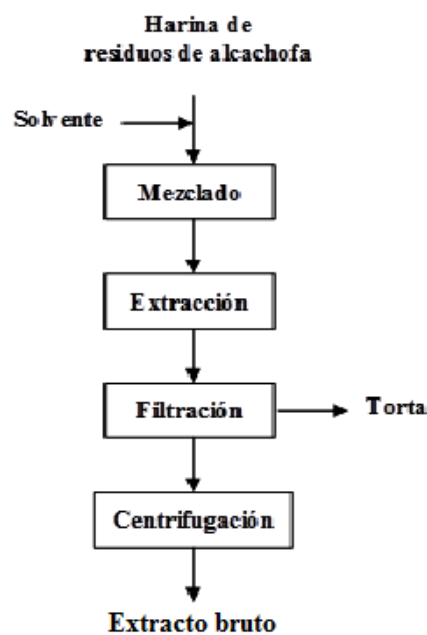 Harina de
residuos de alcachofa
Solvente
Mezclado
Extracción
Filtración
Torta
Centrifugación
Extracto bruto